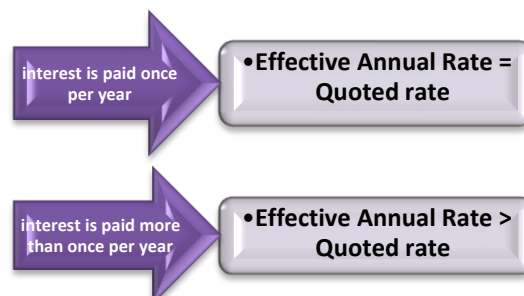 interest is paid once
per year
•Effective Annual Rate =
Quoted rate
interest is paid more
than once per year
•Effective Annual Rate >
Quoted rate